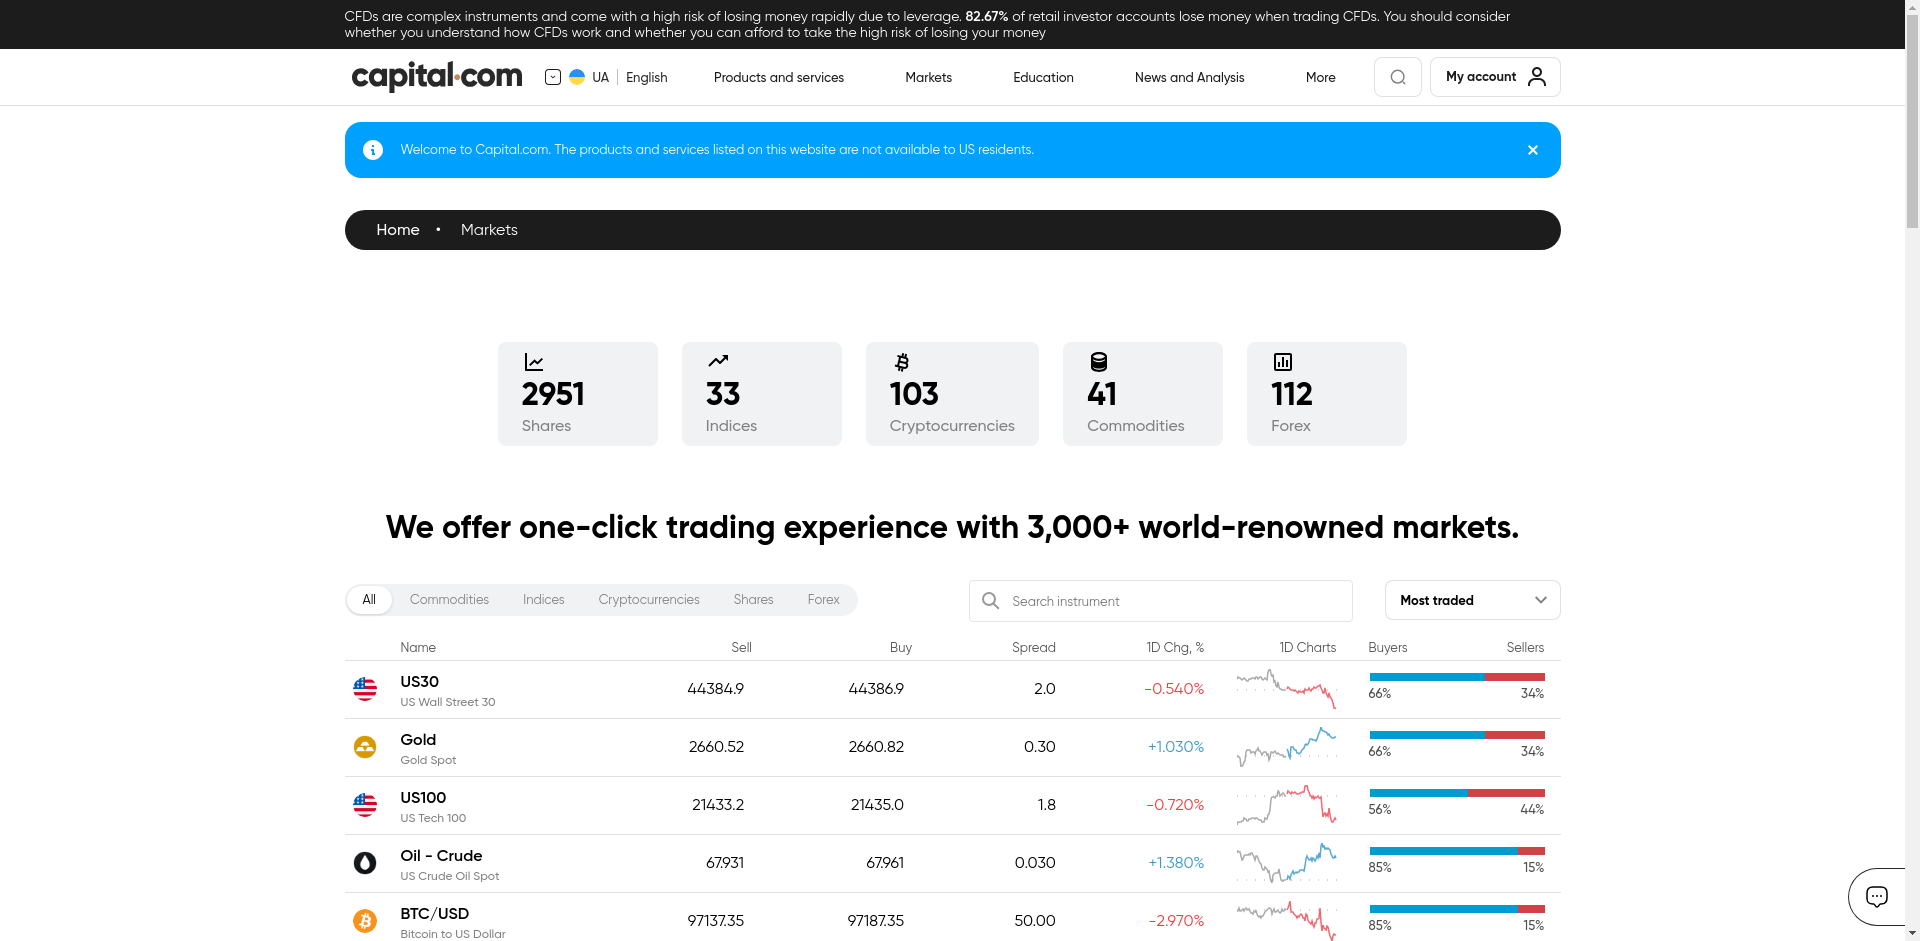 CFDs are complex instruments and come with a high risk of losing money rapidly due to leverage. 82.67% of retail investor accounts lose money when trading CFDs. You should consider
whether you understand how CFDs work and whether you can afford to take the high risk of losing your money
capital.com UA English Products and services Markets Education News and Analysis More My account
Welcome to Capital.com. The products and services listed on this website are not available to US residents.
Home • Markets
2951 33 103 41 112
Shares Indices Cryptocurrencies Commodities Forex
We offer one-click trading experience with 3,000+ world-renowned markets.
All Commodities Indices Cryptocurrencies Shares Forex Search instrument Most traded
Name Sell Buy Spread 1D Chg, % 1D Charts Buyers Sellers
US30 44384.9 44386.9 2.0 -0.540% 66% 34%
US Wall Street 30
Gold 2660.52 2660.82 0.30 +1.030% 66% 34%
Gold Spot
US100 21433.2 21435.0 1.8 -0.720% 56% 44%
US Tech 100
Oil - Crude 67.931 67.961 0.030 +1.380% 85% 15%
US Crude Oil Spot
BTC/USD 97137.35 97187.35 50.00 -2.970% 85% 15%
Bitcoin to US Dollar